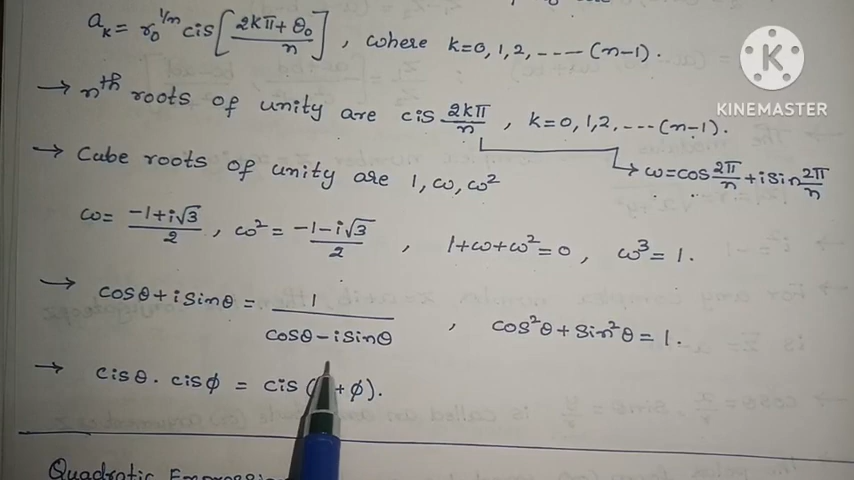 a_k = r_0^{1/n} cis[(2kπ + θ_0)/n], where k=0,1,2,-----(n-1).
KINEMASTER
→ n^th roots of unity are cis 2kπ/n, k=0,1,2,---(n-1).
→ ω=cos 2π/n + i sin 2π/n
→ Cube roots of unity are 1, ω, ω²
ω = (-1+i√3)/2, ω² = (-1-i√3)/2, 1+ω+ω²=0, ω³=1.
→ cosθ+isinθ = 1/(cosθ-isinθ), cos²θ+sin²θ=1.
→ cisθ. cisϕ = cis( +ϕ).
Quadratic